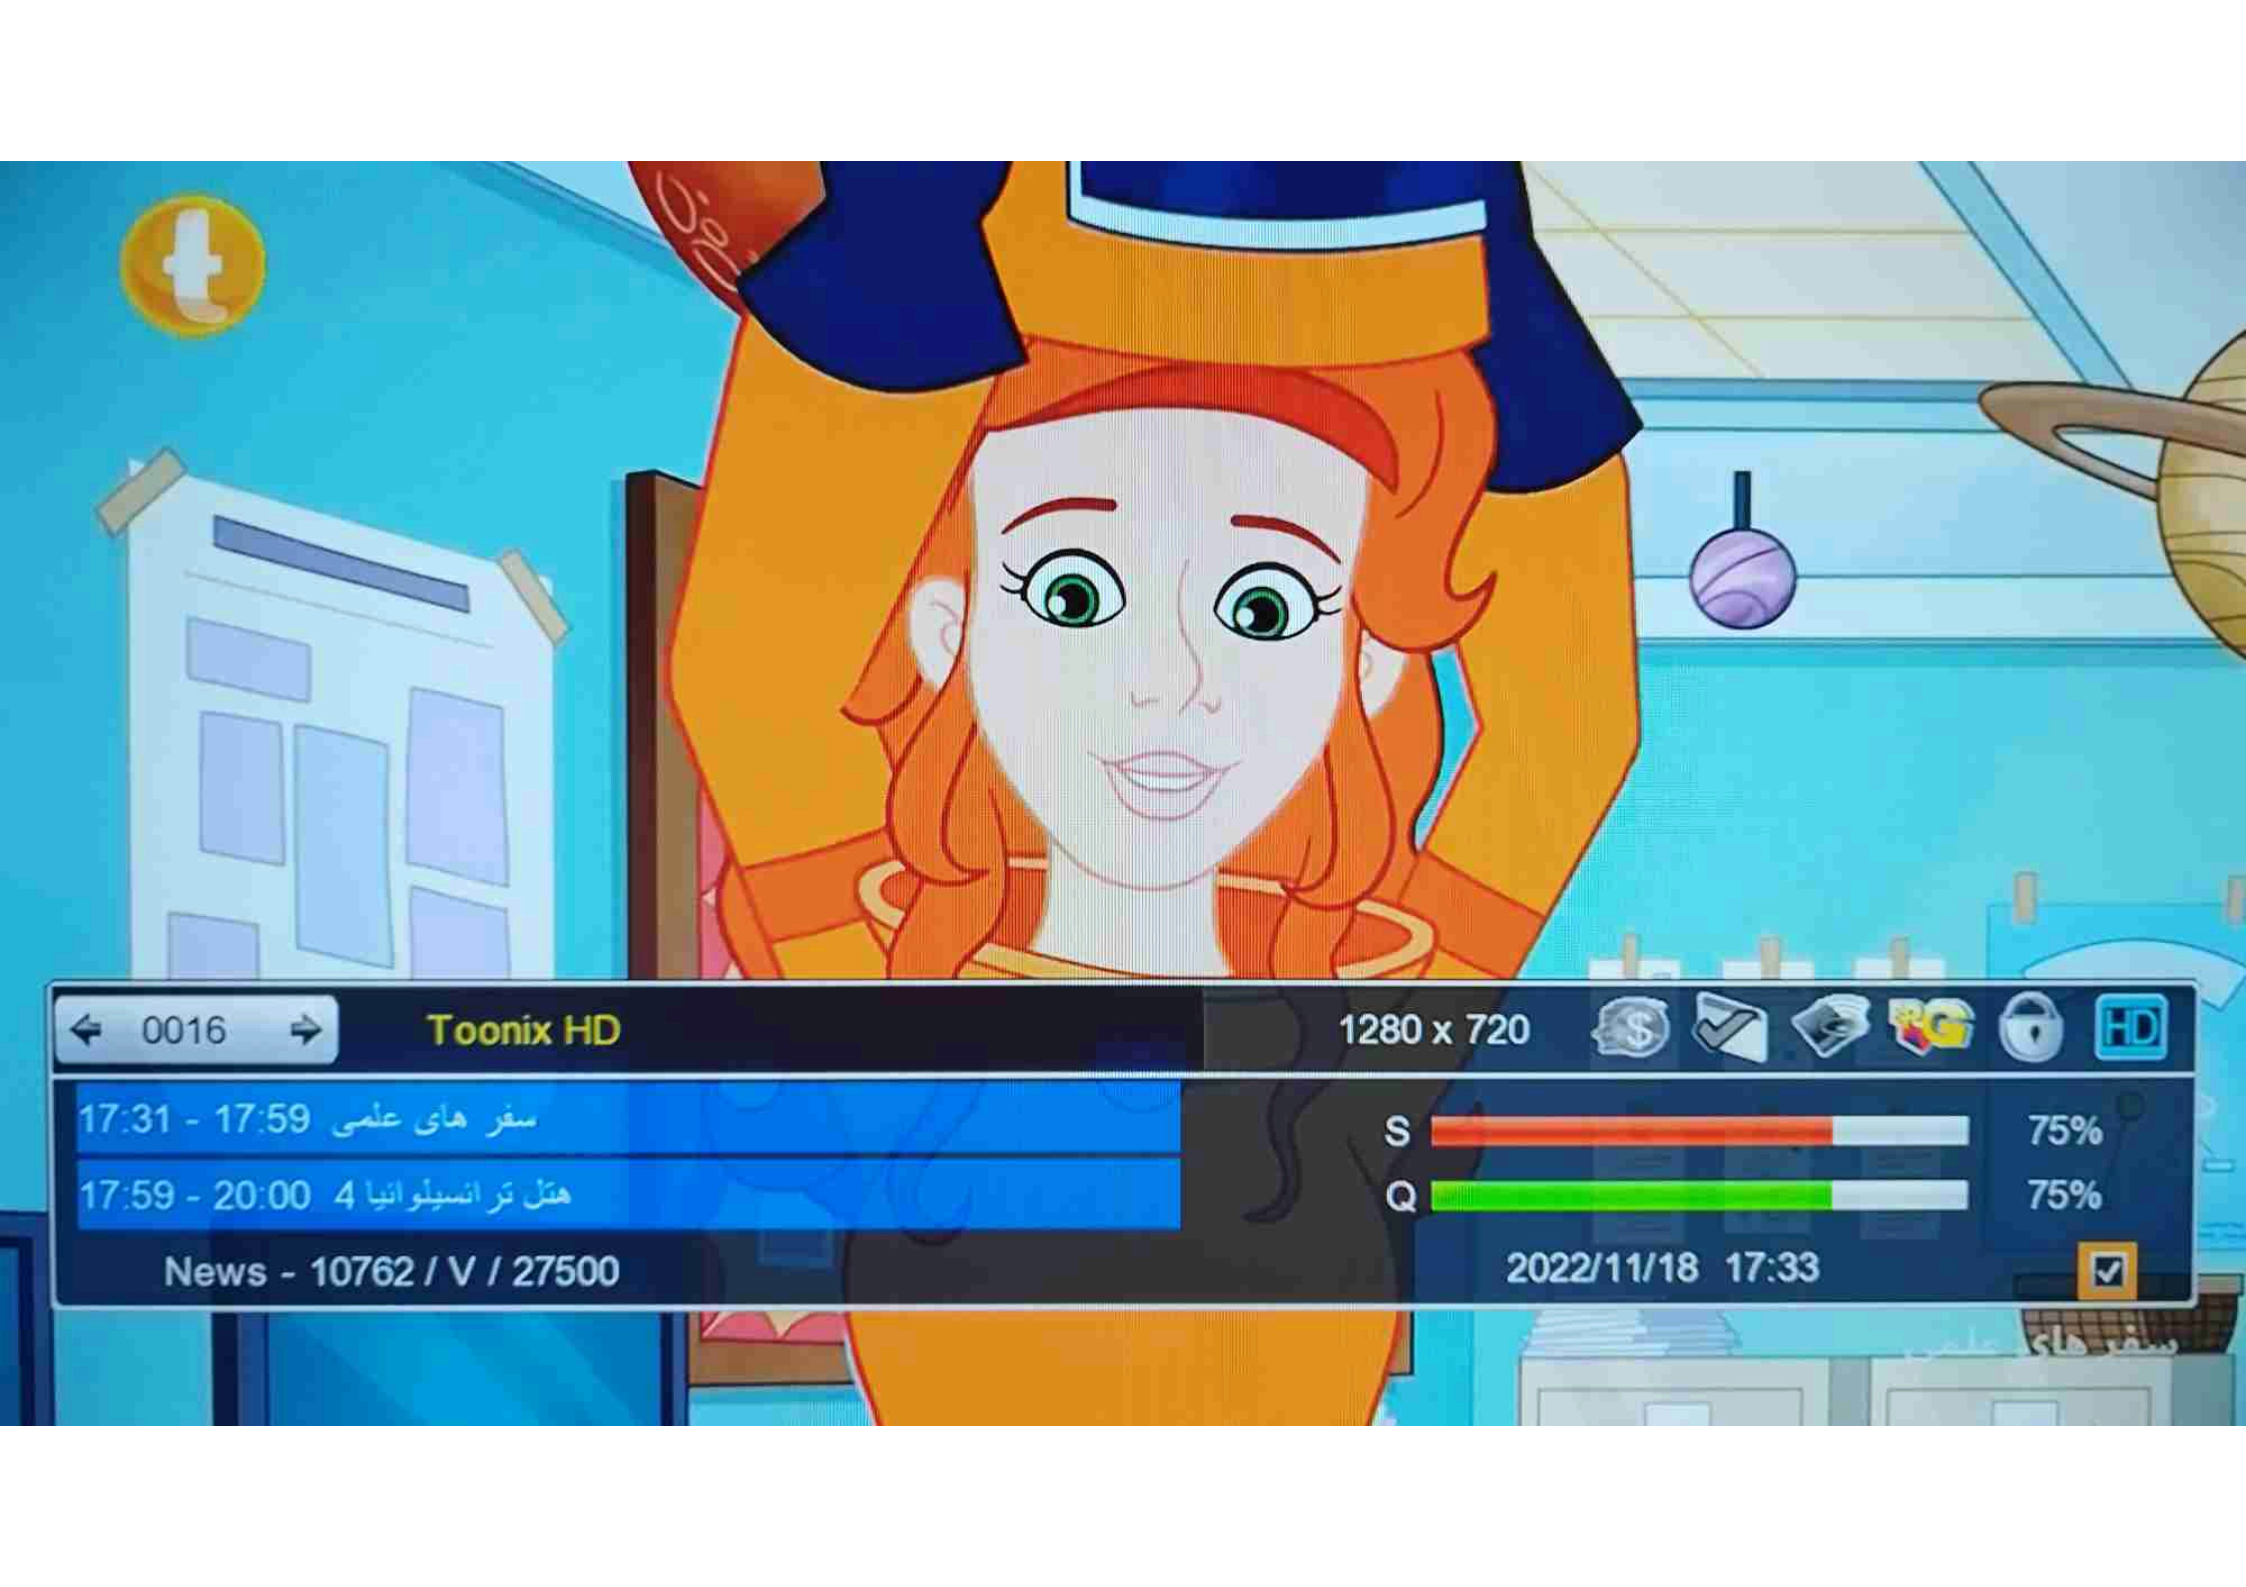 t
0016 Toonix HD 1280 x 720 $ G HD
17:31 - 17:59 سفر های علمی
S 75%
17:59 - 20:00 هتل ترانسیلوانیا 4
Q 75%
News - 10762 / V / 27500 2022/11/18 17:33
سفر های علمی